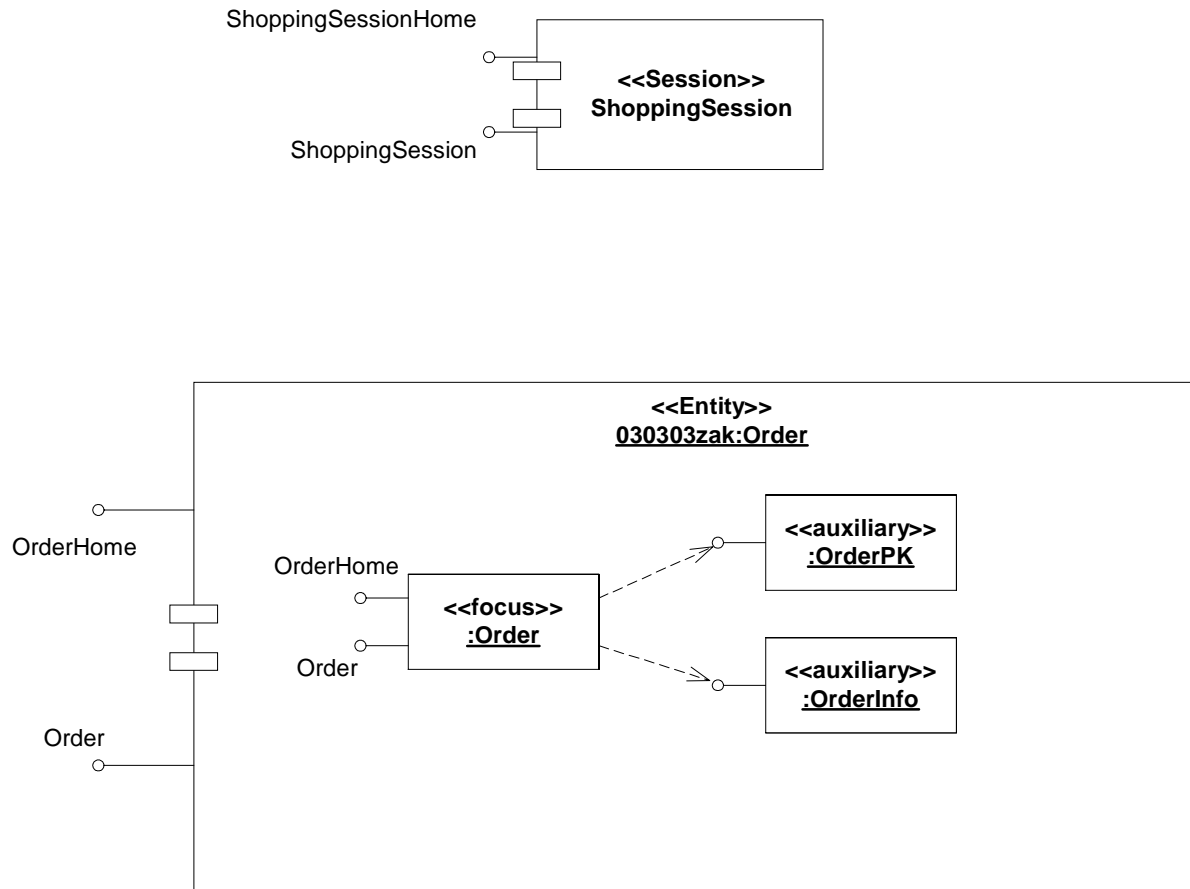 ShoppingSessionHome
<<Session>>
ShoppingSession
ShoppingSession
<<Entity>>
030303zak:Order
OrderHome
OrderHome
<<focus>>
:Order
Order
<<auxiliary>>
:OrderPK
<<auxiliary>>
:OrderInfo
Order